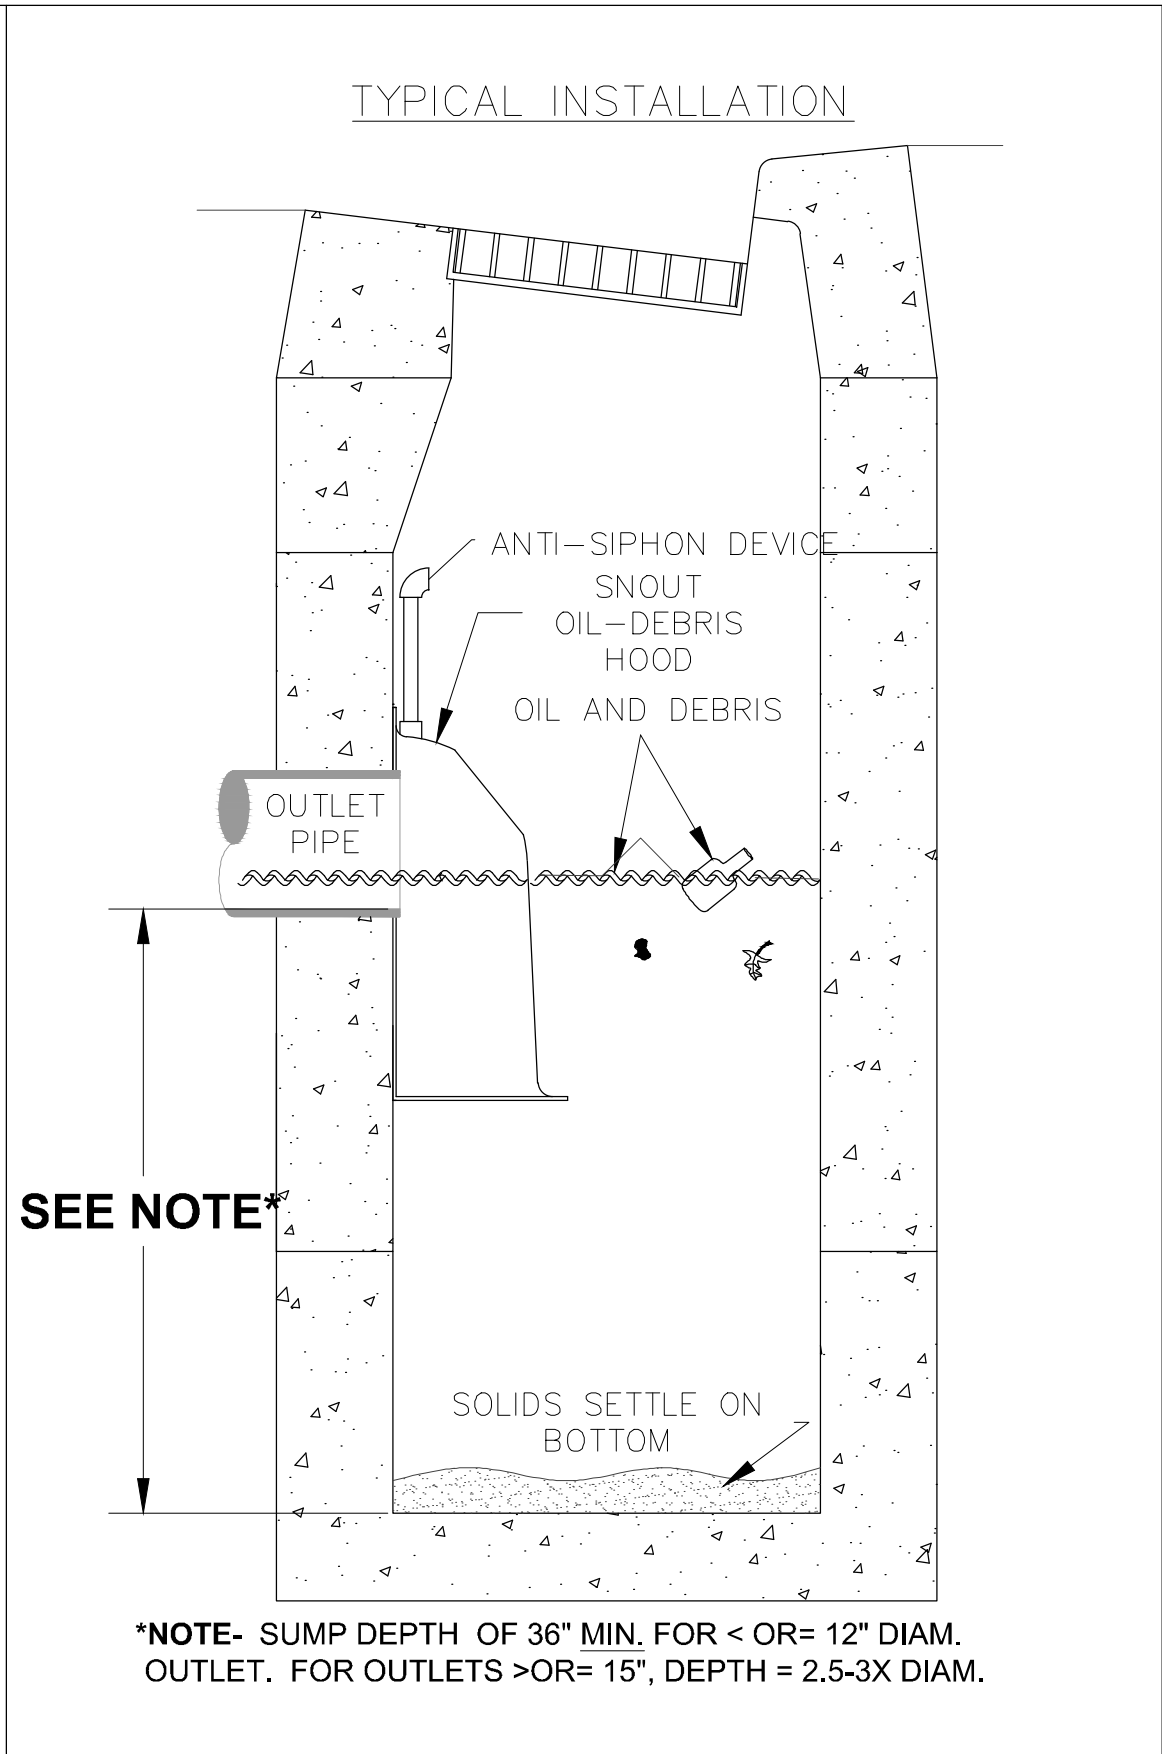 TYPICAL INSTALLATION
ANTI-SIPHON DEVICE
SNOUT
OIL-DEBRIS
HOOD
OIL AND DEBRIS
OUTLET
PIPE
SEE NOTE*
SOLIDS SETTLE ON
BOTTOM
*NOTE- SUMP DEPTH OF 36" MIN. FOR < OR= 12" DIAM.
OUTLET. FOR OUTLETS >OR= 15", DEPTH = 2.5-3X DIAM.